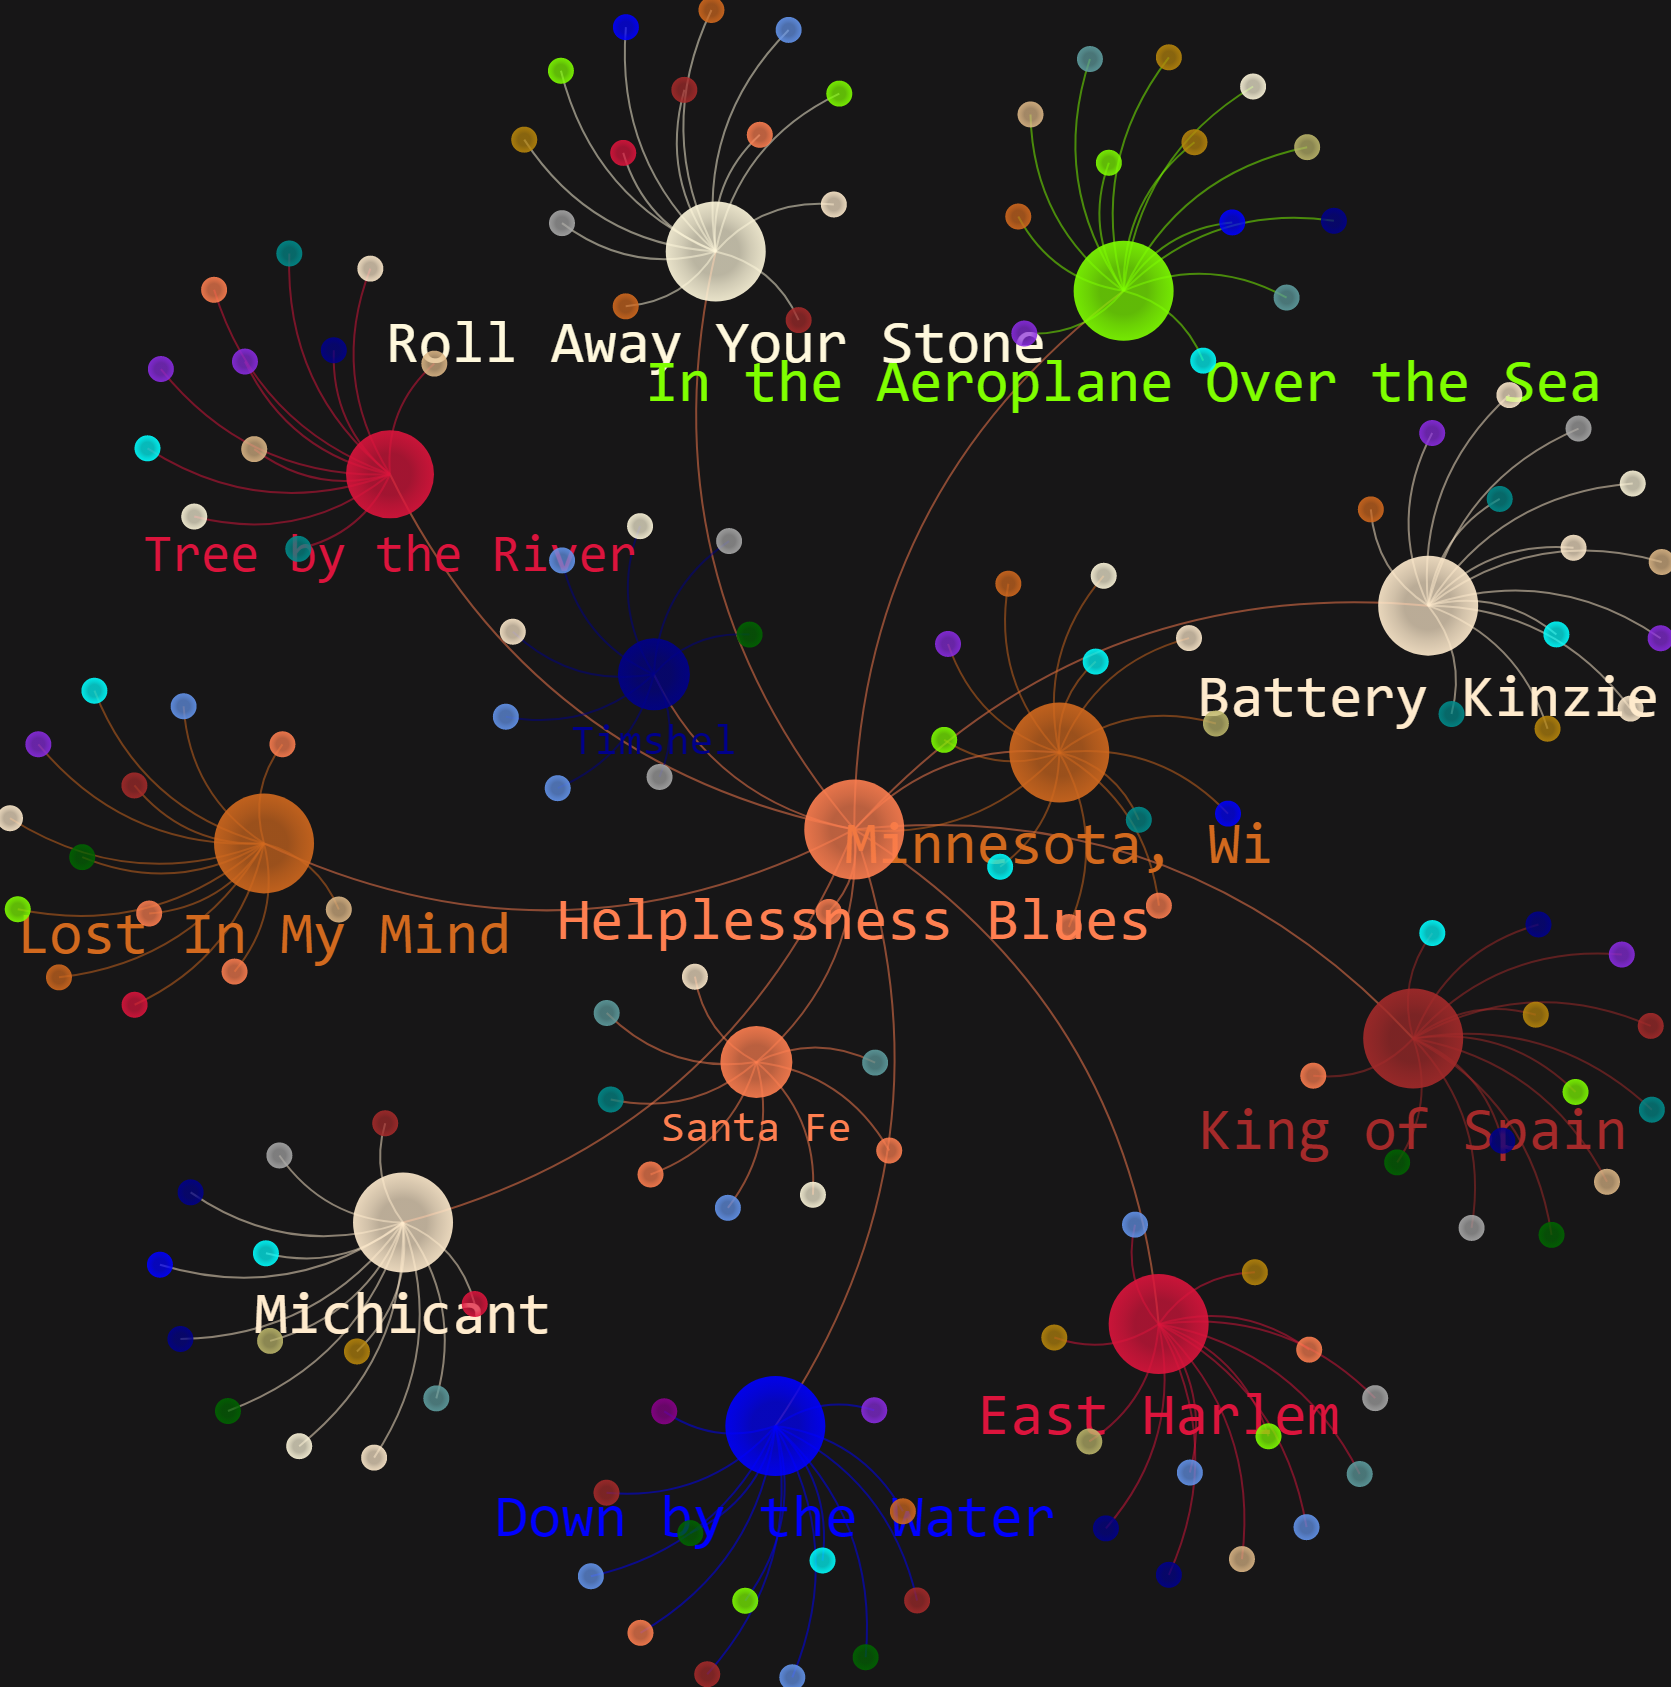 Roll Away Your Stone
In the Aeroplane Over the Sea
Tree by the River
Battery Kinzie
Timshel
Minnesota, Wi
Helplessness Blues
Lost In My Mind
Santa Fe
King of Spain
Michicant
East Harlem
Down by the Water